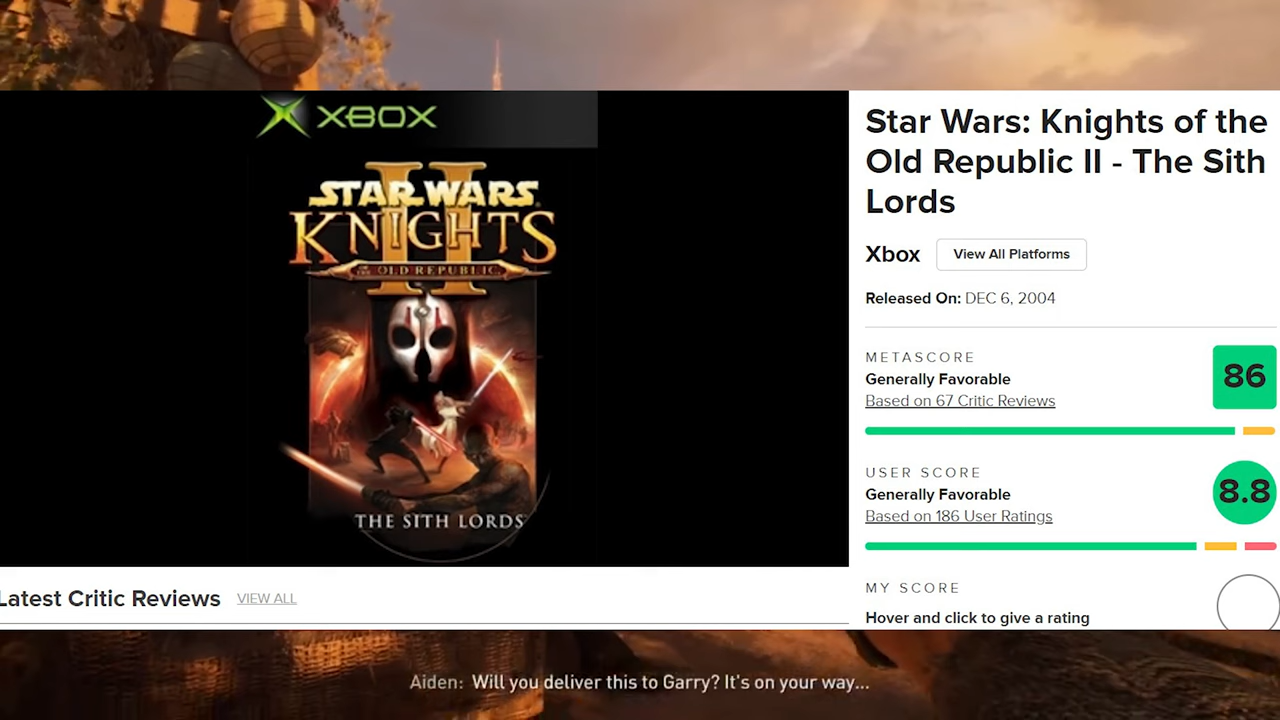 XBOX
II
STAR WARS
KNIGHTS
OF THE OLD REPUBLIC
THE SITH LORDS
Star Wars: Knights of the
Old Republic II - The Sith
Lords
Xbox View All Platforms
Released On: DEC 6, 2004
METASCORE
Generally Favorable
Based on 67 Critic Reviews
86
USER SCORE
Generally Favorable
Based on 186 User Ratings
8.8
MY SCORE
Hover and click to give a rating
Latest Critic Reviews VIEW ALL
Aiden: Will you deliver this to Garry? It's on your way...